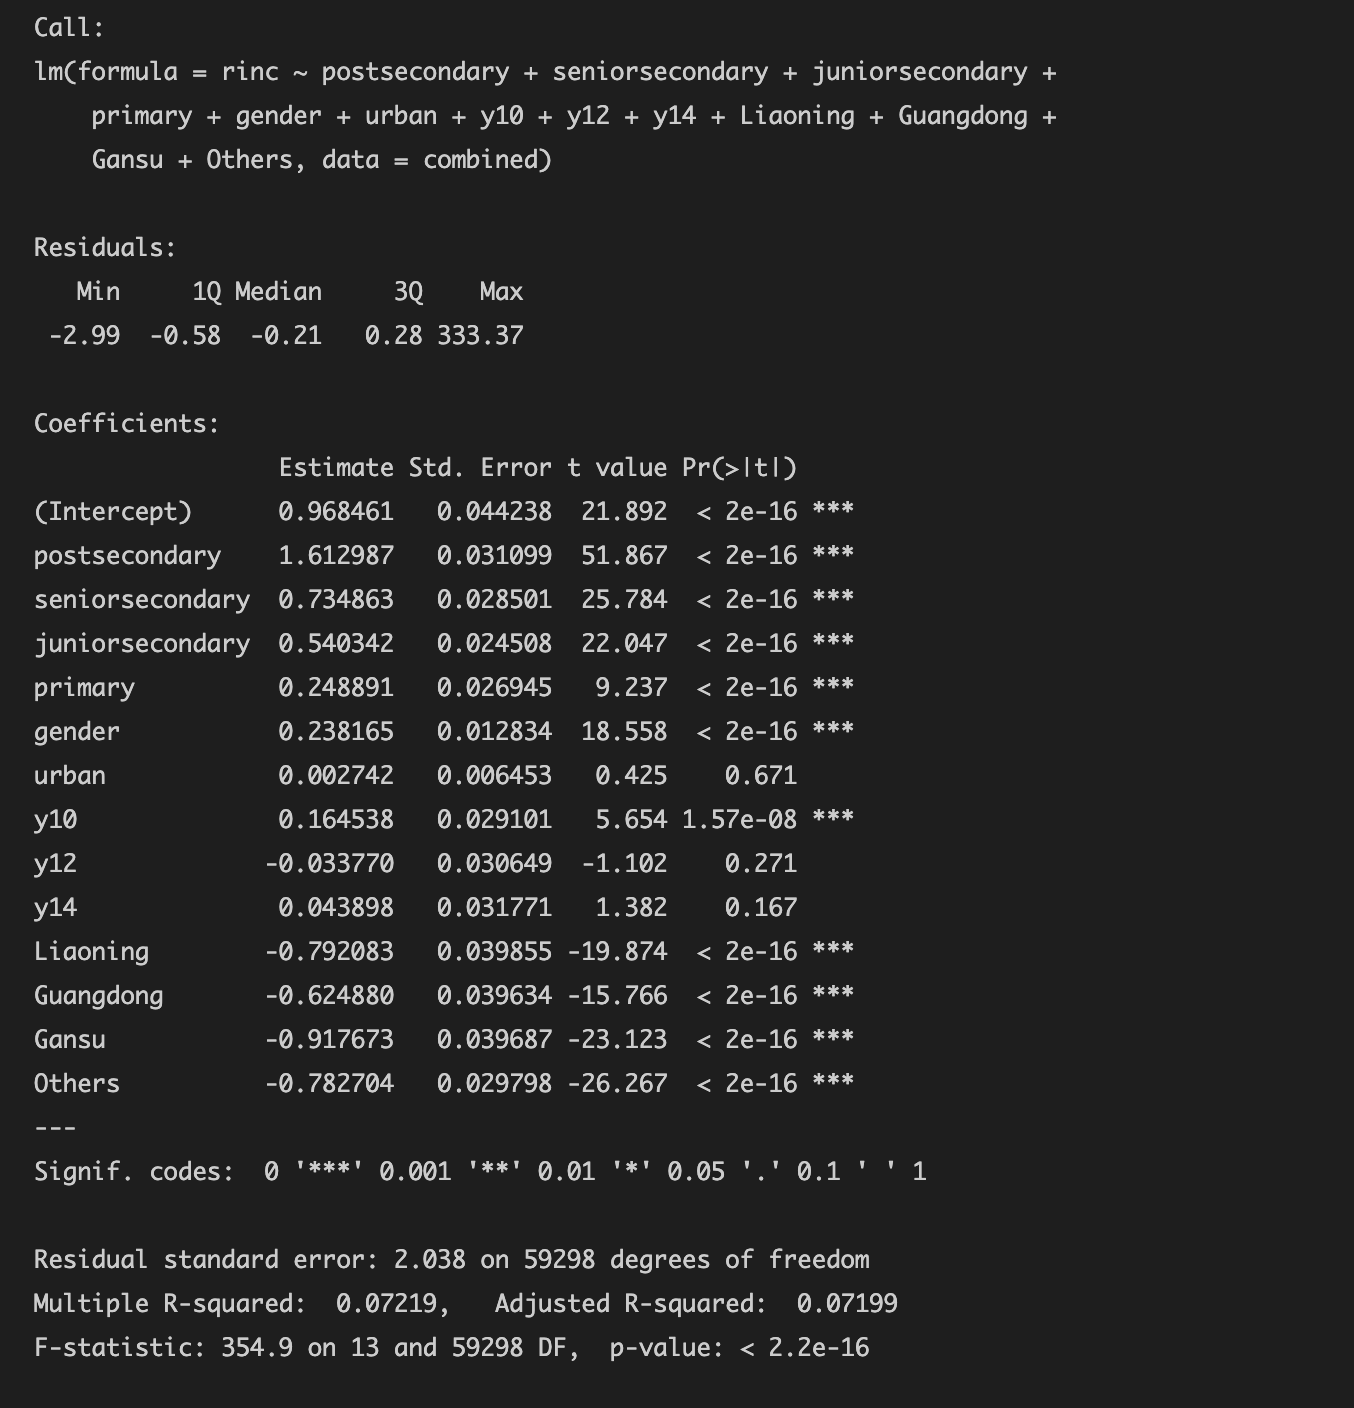 Call:
lm(formula = rinc ~ postsecondary + seniorsecondary + juniorsecondary +
    primary + gender + urban + y10 + y12 + y14 + Liaoning + Guangdong +
    Gansu + Others, data = combined)

Residuals:
   Min     1Q Median     3Q    Max
 -2.99  -0.58  -0.21   0.28 333.37

Coefficients:
                 Estimate Std. Error t value Pr(>|t|)
(Intercept)      0.968461   0.044238  21.892  < 2e-16 ***
postsecondary    1.612987   0.031099  51.867  < 2e-16 ***
seniorsecondary  0.734863   0.028501  25.784  < 2e-16 ***
juniorsecondary  0.540342   0.024508  22.047  < 2e-16 ***
primary          0.248891   0.026945   9.237  < 2e-16 ***
gender           0.238165   0.012834  18.558  < 2e-16 ***
urban            0.002742   0.006453   0.425    0.671
y10              0.164538   0.029101   5.654 1.57e-08 ***
y12             -0.033770   0.030649  -1.102    0.271
y14              0.043898   0.031771   1.382    0.167
Liaoning        -0.792083   0.039855 -19.874  < 2e-16 ***
Guangdong       -0.624880   0.039634 -15.766  < 2e-16 ***
Gansu           -0.917673   0.039687 -23.123  < 2e-16 ***
Others          -0.782704   0.029798 -26.267  < 2e-16 ***
---
Signif. codes:  0 '***' 0.001 '**' 0.01 '*' 0.05 '.' 0.1 ' ' 1

Residual standard error: 2.038 on 59298 degrees of freedom
Multiple R-squared:  0.07219,   Adjusted R-squared:  0.07199
F-statistic: 354.9 on 13 and 59298 DF,  p-value: < 2.2e-16